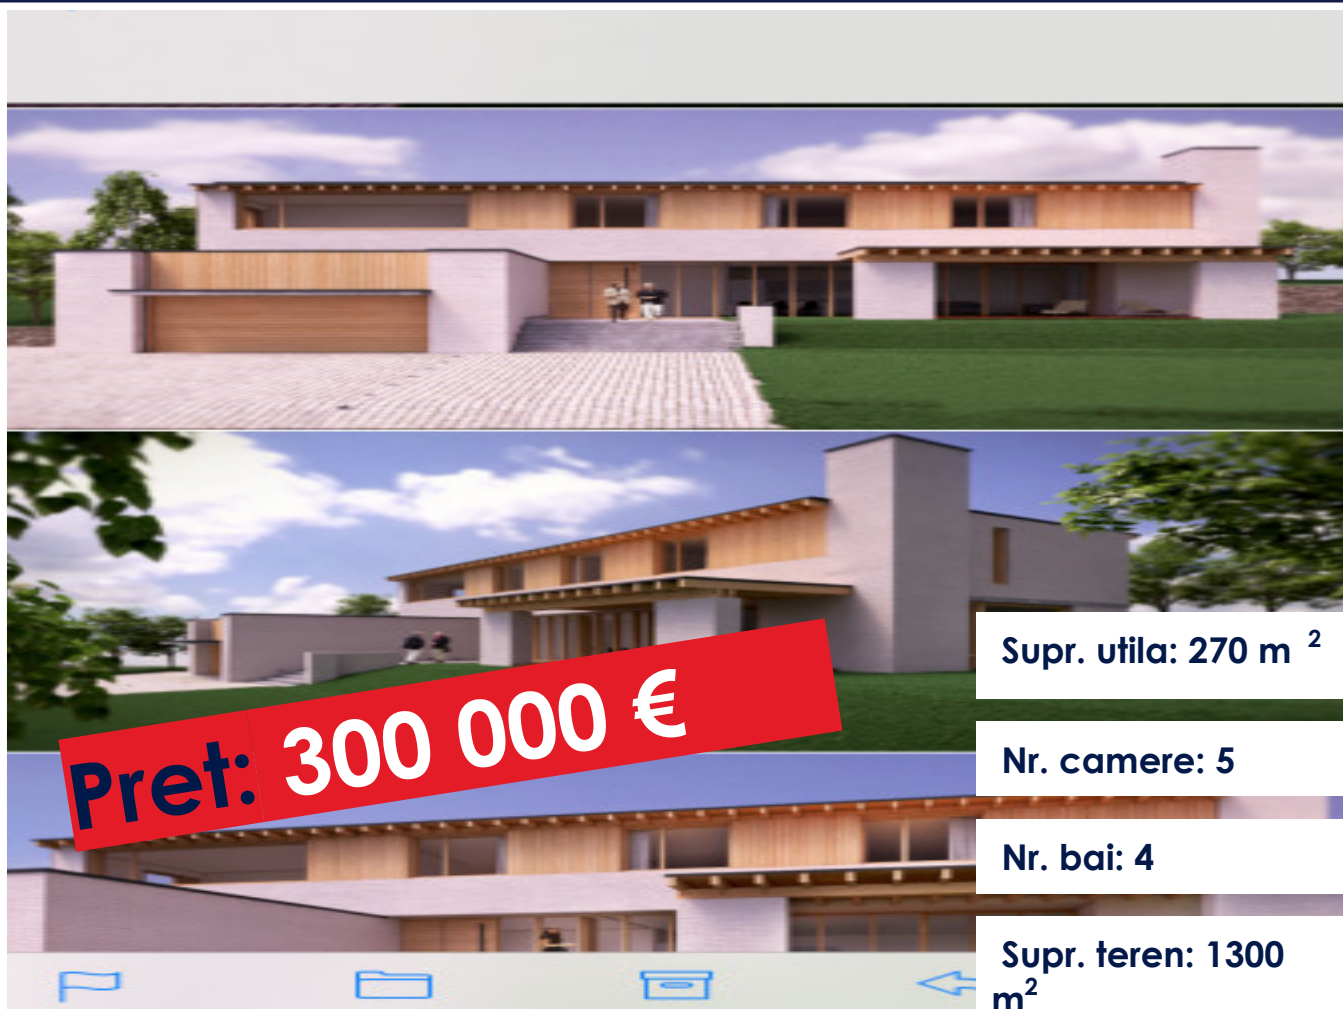 Supr. utila: 270 m ²
Pret: 300 000 €
Nr. camere: 5
Nr. bai: 4
Supr. teren: 1300
m²